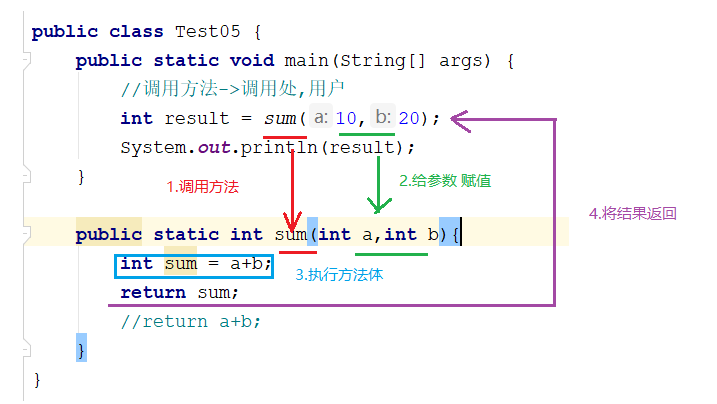 public class Test05 {
public static void main(String[] args) {
//调用方法->调用处,用户
int result = sum( a: 10, b: 20);
System.out.println(result);
}
1.调用方法
2.给参数 赋值
4.将结果返回
public static int sum(int a,int b){
int sum = a+b;
3.执行方法体
return sum;
//return a+b;
}
}